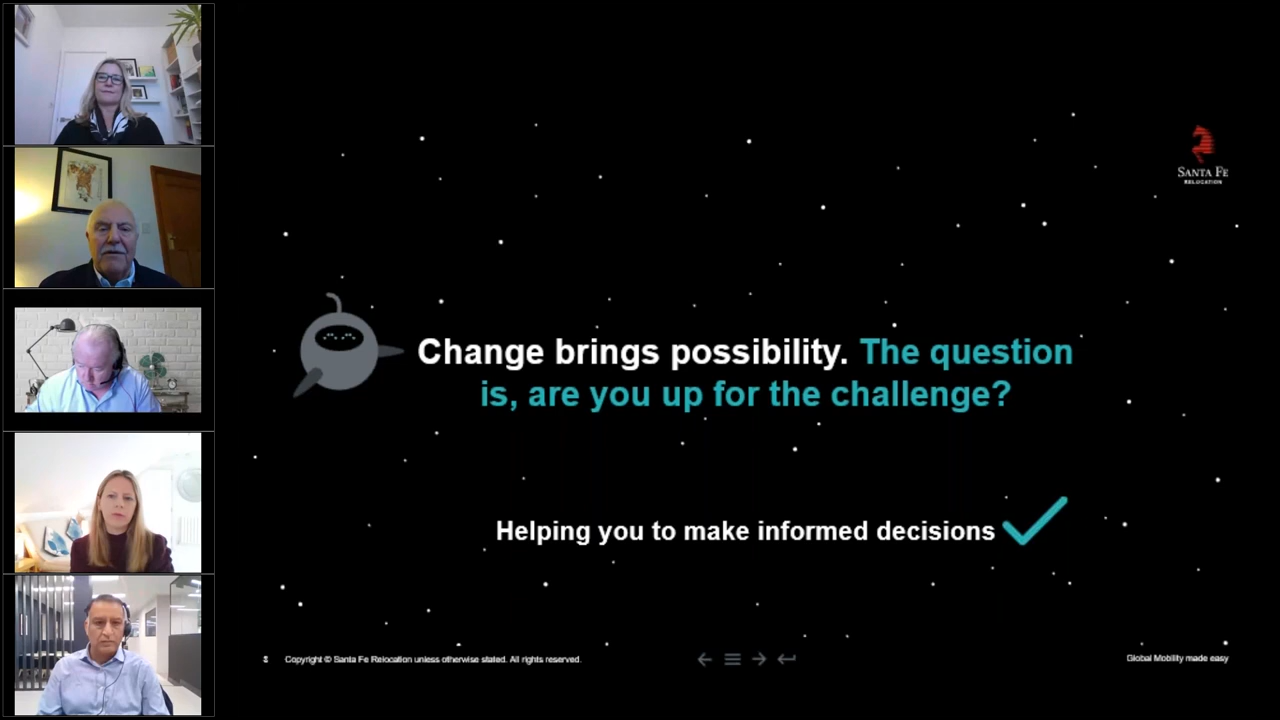 SANTA FE
RELOCATION
Change brings possibility. The question
is, are you up for the challenge?
Helping you to make informed decisions
8 Copyright © Santa Fe Relocation unless otherwise stated. All rights reserved.
Global Mobility made easy